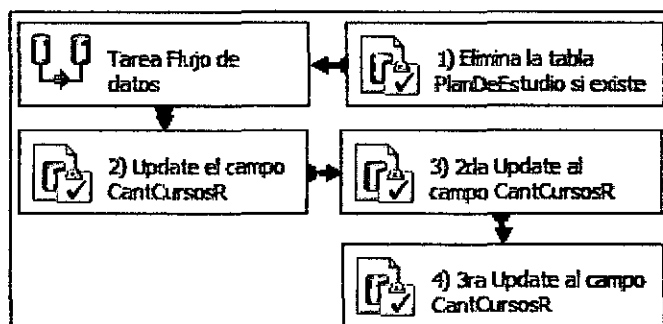 Tarea Flujo de
datos
1) Elimina la tabla
PlanDeEstudio si existe
2) Update el campo
CantCursosR
3) 2da Update al
campo CantCursosR
4) 3ra Update al campo
CantCursosR